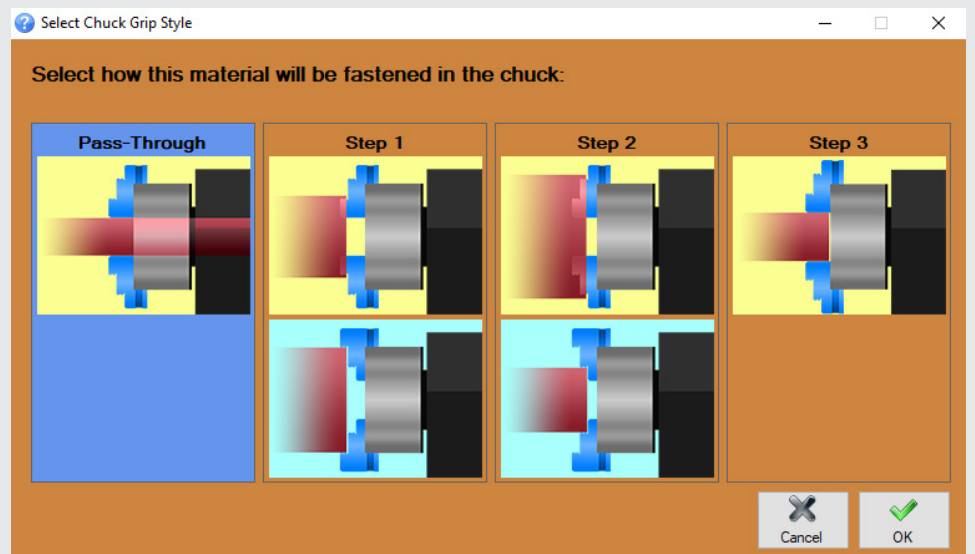 Select Chuck Grip Style
Select how this material will be fastened in the chuck:
Pass-Through
Step 1
Step 2
Step 3
Cancel
OK